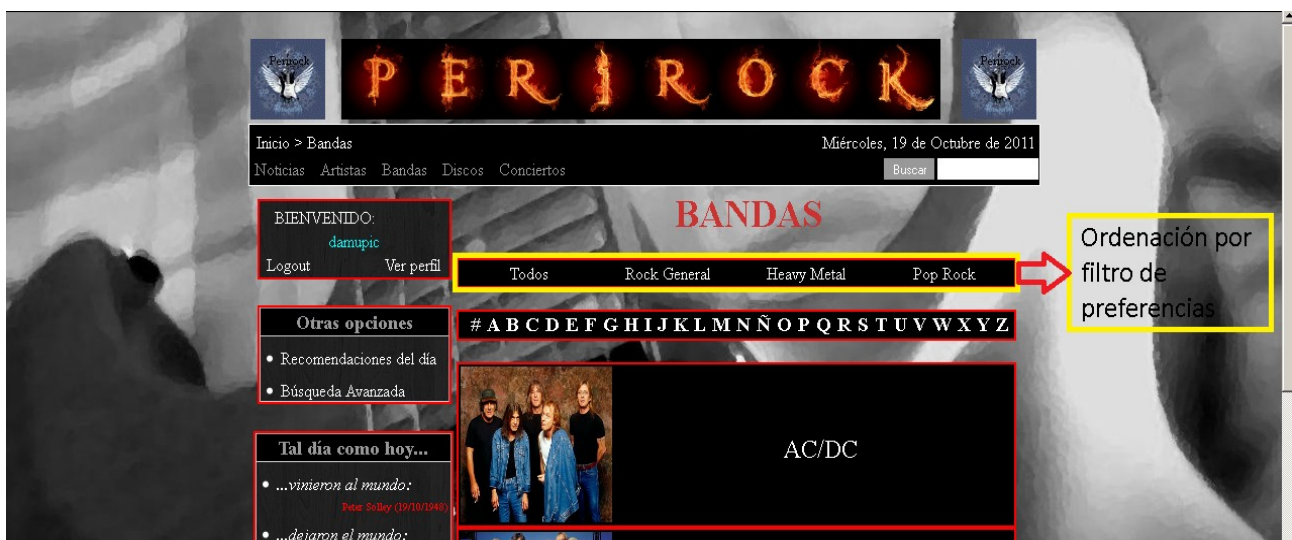 Perirock
PERIROCK
Perirock
Inicio > Bandas
Miércoles, 19 de Octubre de 2011
Noticias Artistas Bandas Discos Conciertos
Buscar
BIENVENIDO:
damupic
Logout Ver perfil
BANDAS
Todos Rock General Heavy Metal Pop Rock
Ordenación por
filtro de
preferencias
Otras opciones
• Recomendaciones del día
• Búsqueda Avanzada
# A B C D E F G H I J K L M N Ñ O P Q R S T U V W X Y Z
AC/DC
Tal día como hoy...
• ...vinieron al mundo:
Peter Solley (19/10/1948)
• ...dejaron el mundo: